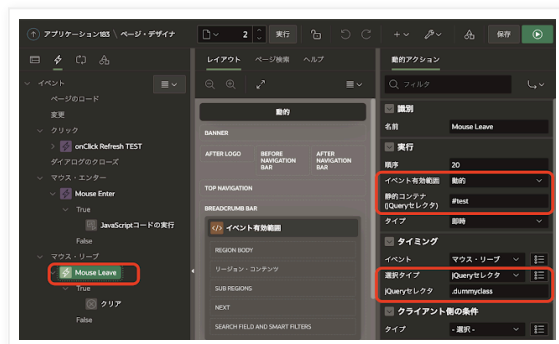 アプリケーション183 \ ページ・デザイナ
2
実行
保存
イベント
ページのロード
変更
クリック
onClick Refresh TEST
ダイアログのクローズ
マウス・エンター
Mouse Enter
True
JavaScriptコードの実行
False
マウス・リーブ
Mouse Leave
True
クリア
False
レイアウト ページ検索 ヘルプ
動的
BANNER
AFTER LOGO
BEFORE NAVIGATION BAR
AFTER NAVIGATION BAR
TOP NAVIGATION
BREADCRUMB BAR
</> イベント有効範囲
REGION BODY
リージョン・コンテンツ
SUB REGIONS
NEXT
SEARCH FIELD AND SMART FILTERS
動的アクション
フィルタ
識別
名前 Mouse Leave
実行
順序 20
イベント有効範囲 動的
静的コンテナ
(jQueryセレクタ) #test
タイプ 即時
タイミング
イベント マウス・リーブ
選択タイプ jQueryセレクタ
jQueryセレクタ .dummyclass
クライアント側の条件
タイプ - 選択 -